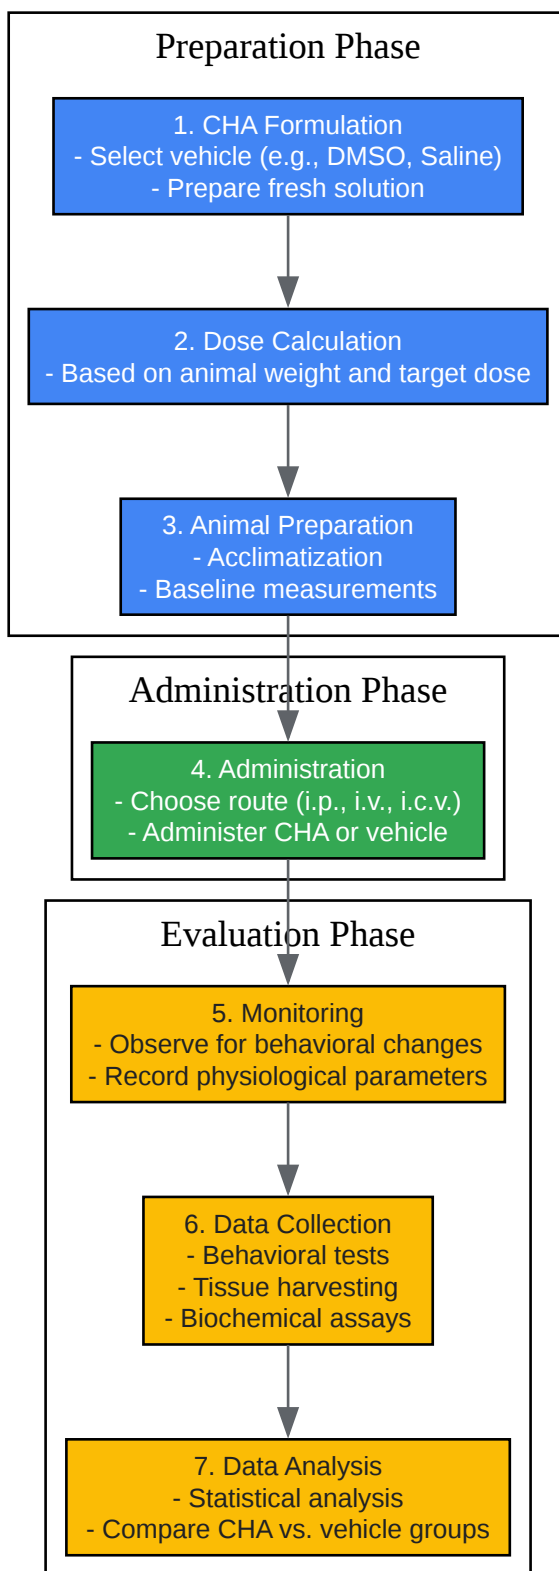 Preparation Phase
1. CHA Formulation
- Select vehicle (e.g., DMSO, Saline)
- Prepare fresh solution
2. Dose Calculation
- Based on animal weight and target dose
3. Animal Preparation
- Acclimatization
- Baseline measurements
Administration Phase
4. Administration
- Choose route (i.p., i.v., i.c.v.)
- Administer CHA or vehicle
Evaluation Phase
5. Monitoring
- Observe for behavioral changes
- Record physiological parameters
6. Data Collection
- Behavioral tests
- Tissue harvesting
- Biochemical assays
7. Data Analysis
- Statistical analysis
- Compare CHA vs. vehicle groups